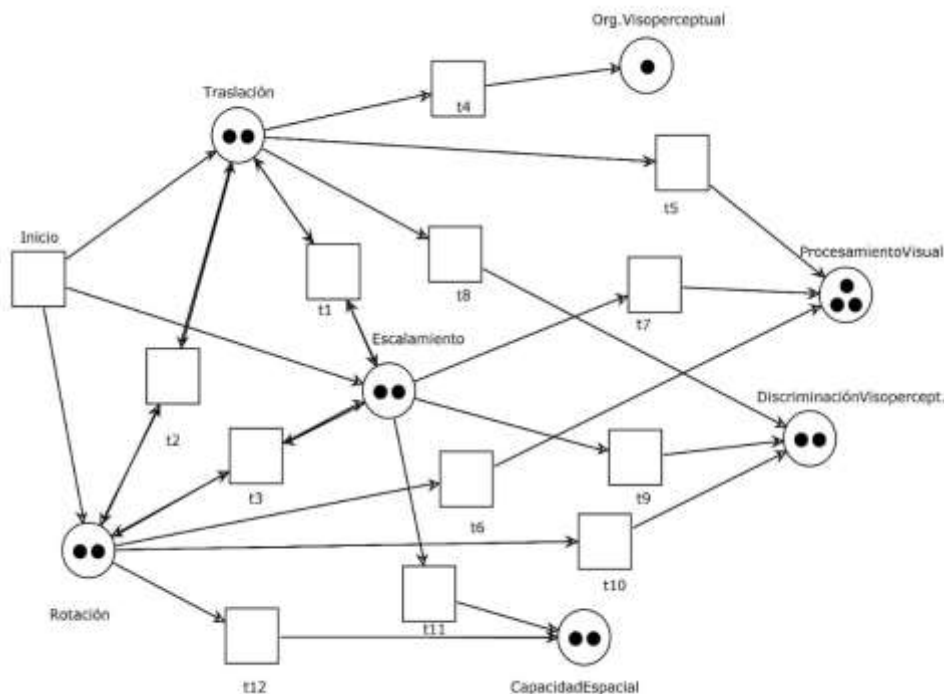 Org.Visoperceptual
Traslación
t4
t5
Inicio
ProcesamientoVisual
t1
t8
t7
Escalamiento
DiscriminaciónVisopercept.
t2
t3
t9
t6
t10
Rotación
t11
t12
CapacidadEspacial